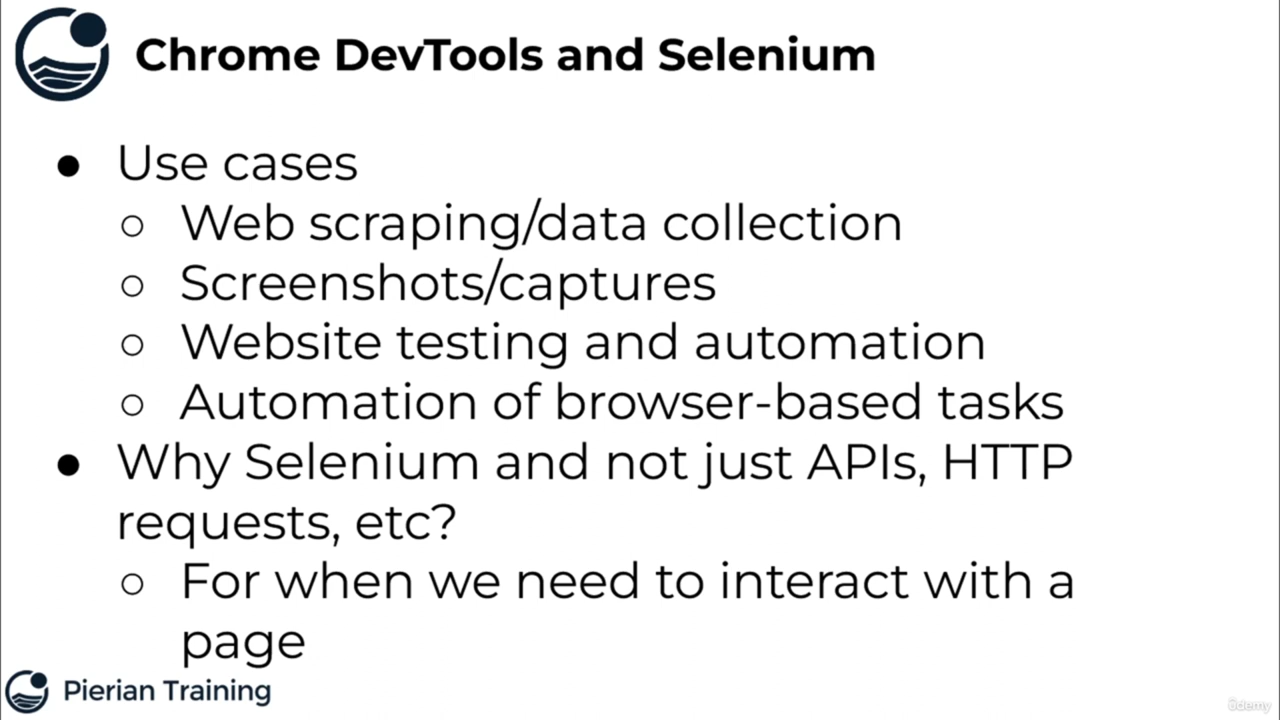 Chrome DevTools and Selenium
● Use cases
○ Web scraping/data collection
○ Screenshots/captures
○ Website testing and automation
○ Automation of browser-based tasks
● Why Selenium and not just APIs, HTTP
requests, etc?
○ For when we need to interact with a
page
Pierian Training
ûdemy